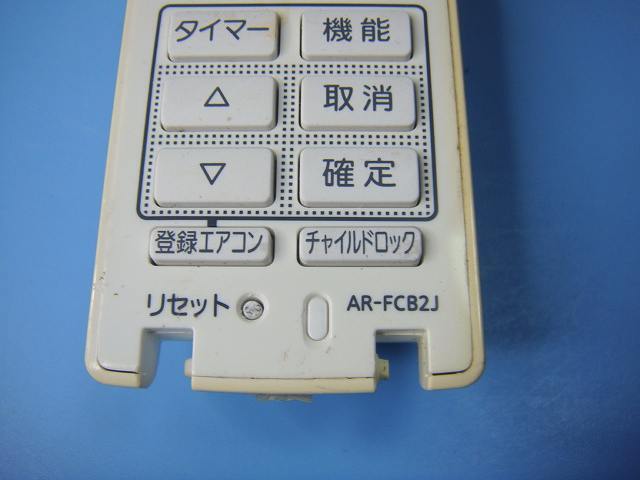 タイマー 機能
△ 取消
▽ 確定
登録エアコン チャイルドロック
リセット AR-FCB2J